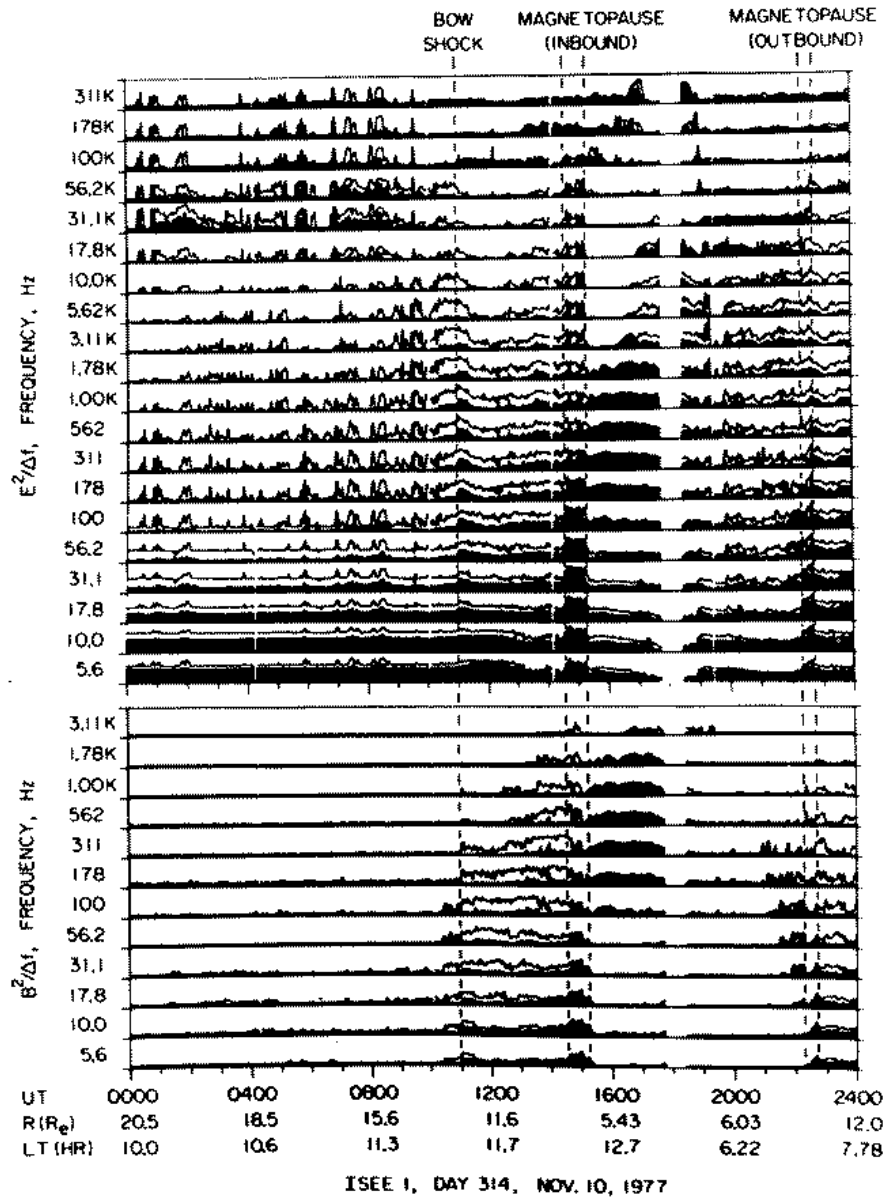 BOW SHOCK
MAGNETOPAUSE (INBOUND)
MAGNETOPAUSE (OUTBOUND)
E²/Δf, FREQUENCY, Hz
311K
178K
100K
56.2K
31.1K
17.8K
10.0K
5.62K
3.11K
1.78K
1.00K
562
311
178
100
56.2
31.1
17.8
10.0
5.6
B²/Δf, FREQUENCY, Hz
3.11K
1.78K
1.00K
562
311
178
100
56.2
31.1
17.8
10.0
5.6
UT 0000 0400 0800 1200 1600 2000 2400
R(Re) 20.5 18.5 15.6 11.6 5.43 6.03 12.0
LT (HR) 10.0 10.6 11.3 11.7 12.7 6.22 7.78
ISEE 1, DAY 314, NOV. 10, 1977